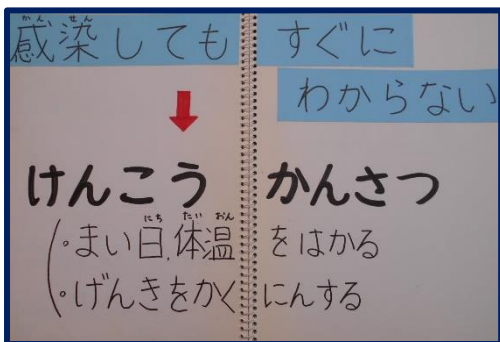 感染しても すぐに
わからない
けんこう かんさつ
・まい日、体温をはかる
・げんきをかくにんする